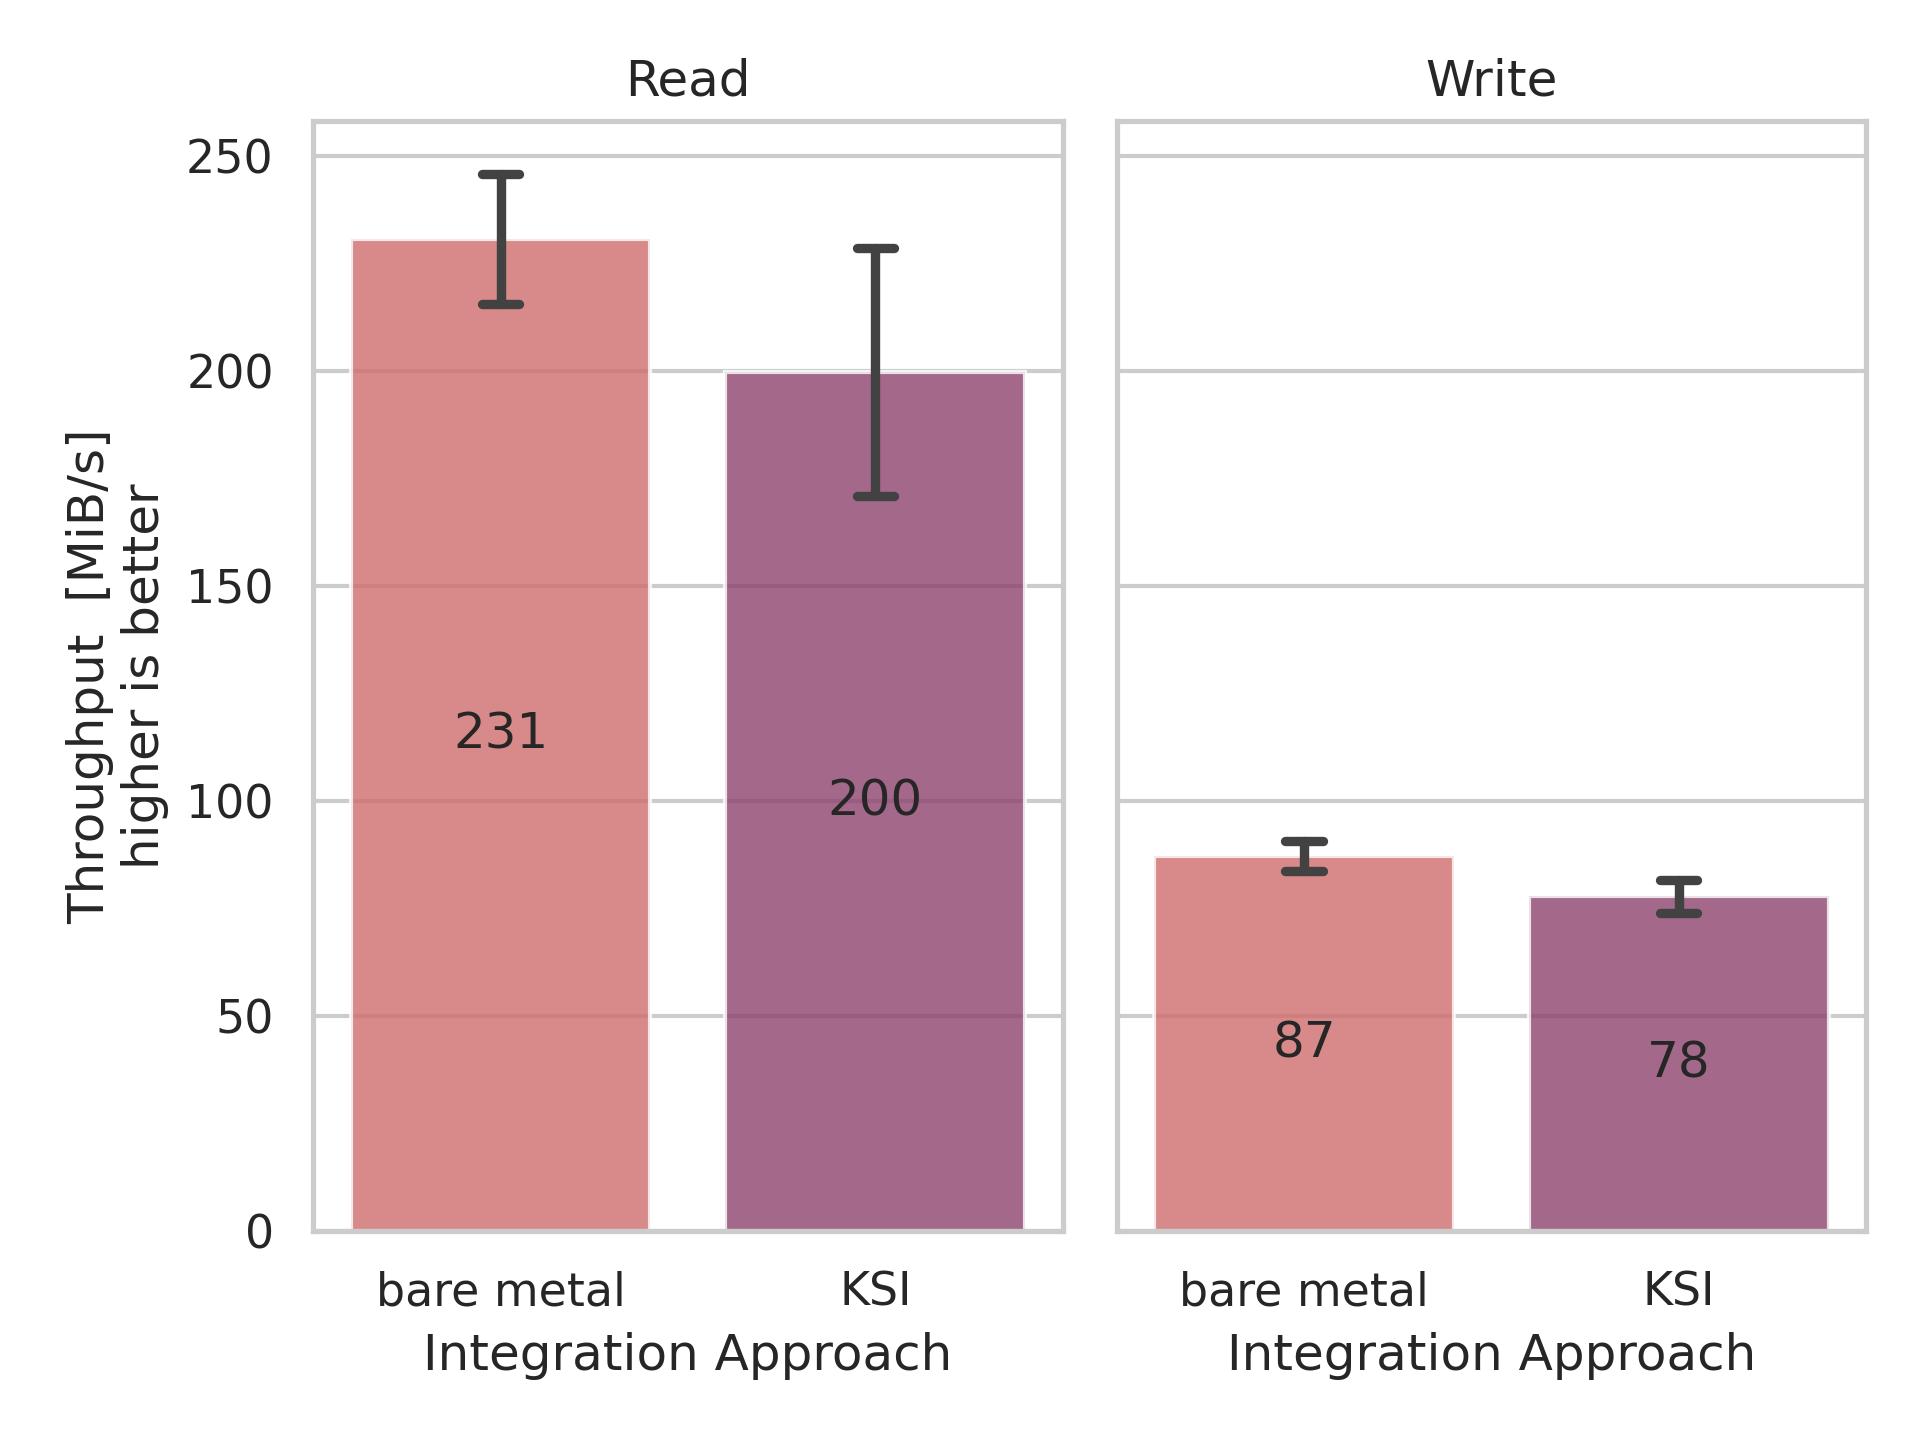 Read
Write
Throughput [MiB/s]
higher is better
250
200
150
100
50
0
231
200
87
78
bare metal
KSI
bare metal
KSI
Integration Approach
Integration Approach